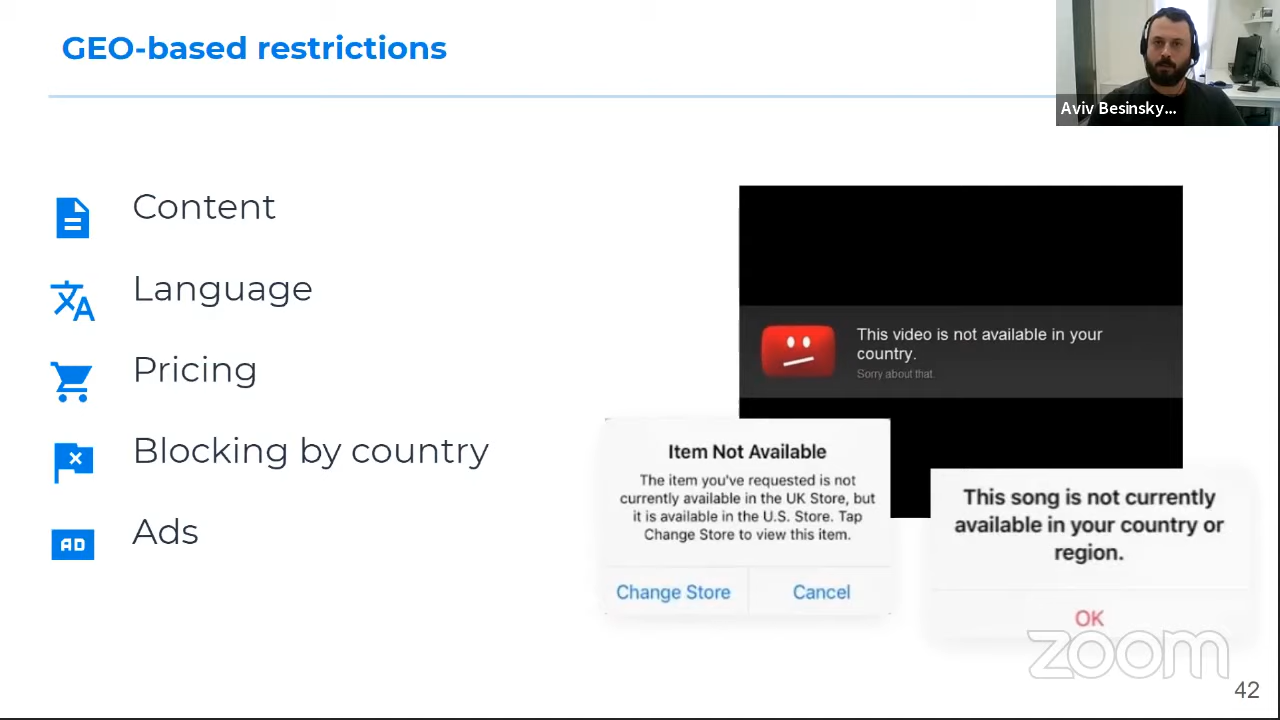 GEO-based restrictions
Aviv Besinsky...
Content
Language
Pricing
Blocking by country
AD
Ads
This video is not available in your
country.
Sorry about that.
Item Not Available
The item you've requested is not
currently available in the UK Store, but
it is available in the U.S. Store. Tap
Change Store to view this item.
Change Store
Cancel
This song is not currently
available in your country or
region.
OK
zoom
42